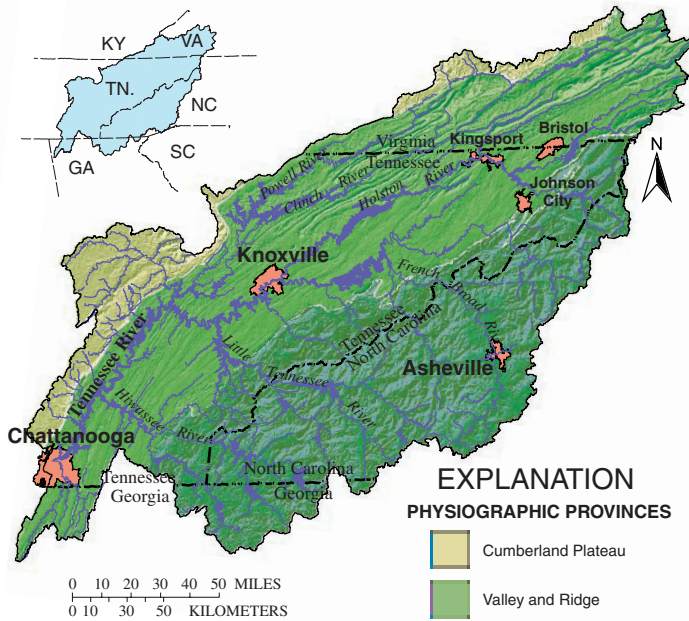 KY
VA
TN.
NC
GA
SC
Virginia
Tennessee
Kingsport
Bristol
N
Powell River
Clinch River
Holston River
Johnson
City
Knoxville
French Broad River
Tennessee
North Carolina
Tennessee River
Little Tennessee River
Asheville
Hiwassee River
Chattanooga
Tennessee
Georgia
North Carolina
Georgia
EXPLANATION
PHYSIOGRAPHIC PROVINCES
Cumberland Plateau
Valley and Ridge
0 10 20 30 40 50 MILES
0 10 30 50 KILOMETERS